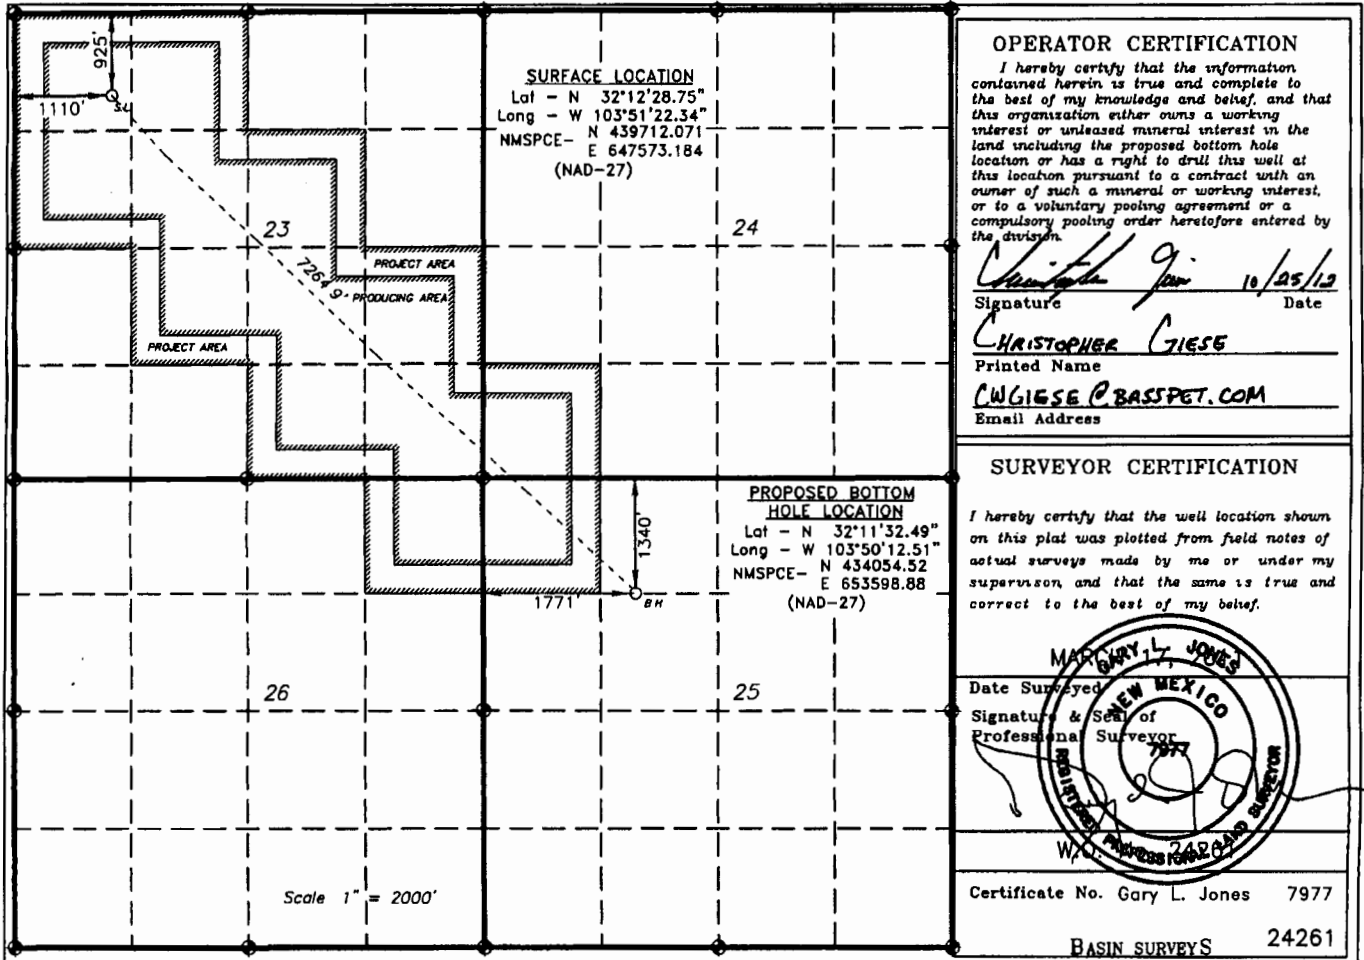 925'
1110'
S.L.
SURFACE LOCATION
Lat - N 32°12'28.75"
Long - W 103°51'22.34"
NMSPCE- N 439712.071
E 647573.184
(NAD-27)
23
24
PROJECT AREA
7264.9'
PRODUCING AREA
PROJECT AREA
1340'
PROPOSED BOTTOM
HOLE LOCATION
Lat - N 32°11'32.49"
Long - W 103°50'12.51"
NMSPCE- N 434054.52
E 653598.88
(NAD-27)
1771'
B H
26
25
Scale 1" = 2000'
OPERATOR CERTIFICATION
I hereby certify that the information
contained herein is true and complete to
the best of my knowledge and belief, and that
this organization either owns a working
interest or unleased mineral interest in the
land including the proposed bottom hole
location or has a right to drill this well at
this location pursuant to a contract with an
owner of such a mineral or working interest,
or to a voluntary pooling agreement or a
compulsory pooling order heretofore entered by
the division.
10/25/12
Signature Date
CHRISTOPHER GIESE
Printed Name
CWGIESE@BASSPET.COM
Email Address
SURVEYOR CERTIFICATION
I hereby certify that the well location shown
on this plat was plotted from field notes of
actual surveys made by me or under my
supervison, and that the same is true and
correct to the best of my belief.
MARCH 17,
Date Surveyed
Signature & Seal of
Professional Surveyor
GARY L. JONES
NEW MEXICO
7977
REGISTERED PROFESSIONAL LAND SURVEYOR
W.O.
Certificate No. Gary L. Jones 7977
BASIN SURVEYS 24261